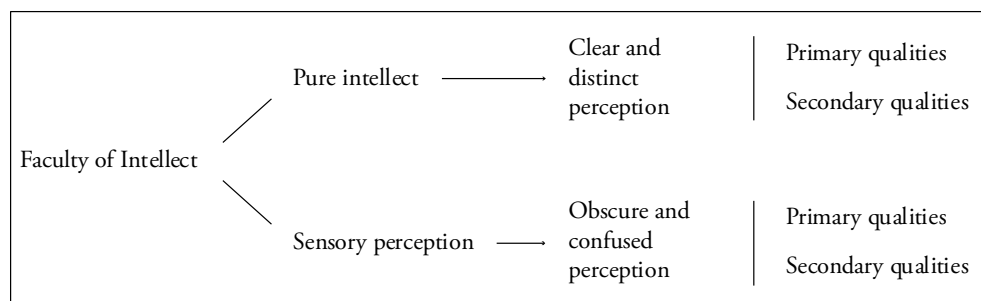 Faculty of Intellect
Pure intellect
Clear and
distinct
perception
Primary qualities
Secondary qualities
Sensory perception
Obscure and
confused
perception
Primary qualities
Secondary qualities